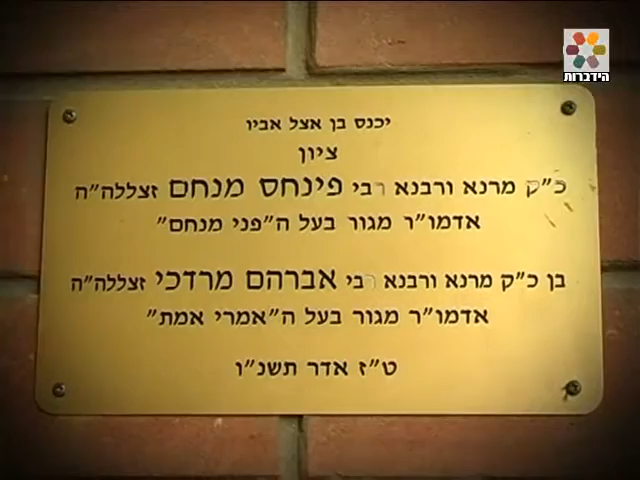 הידברות
יכנס בן אצל אביו
ציון
כ"ק מרנא ורבנא רבי פינחס מנחם זצללה"ה
אדמו"ר מגור בעל ה"פני מנחם"
בן כ"ק מרנא ורבנא רבי אברהם מרדכי זצללה"ה
אדמו"ר מגור בעל ה"אמרי אמת"
ט"ז אדר תשנ"ו